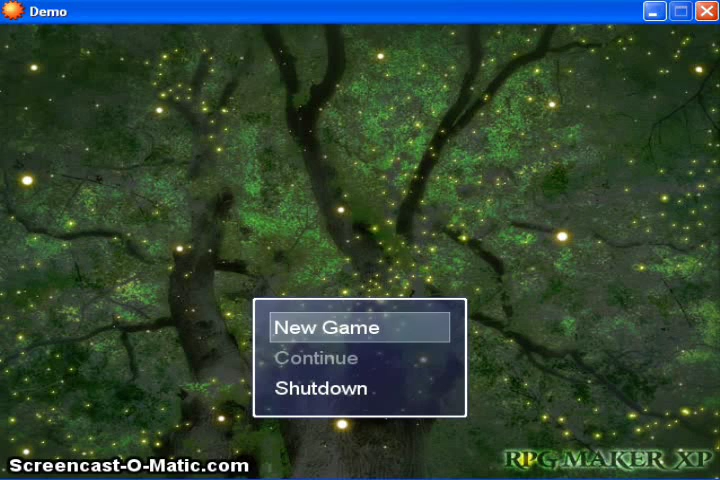 Demo
New Game
Continue
Shutdown
Screencast-O-Matic.com
RPG MAKER XP